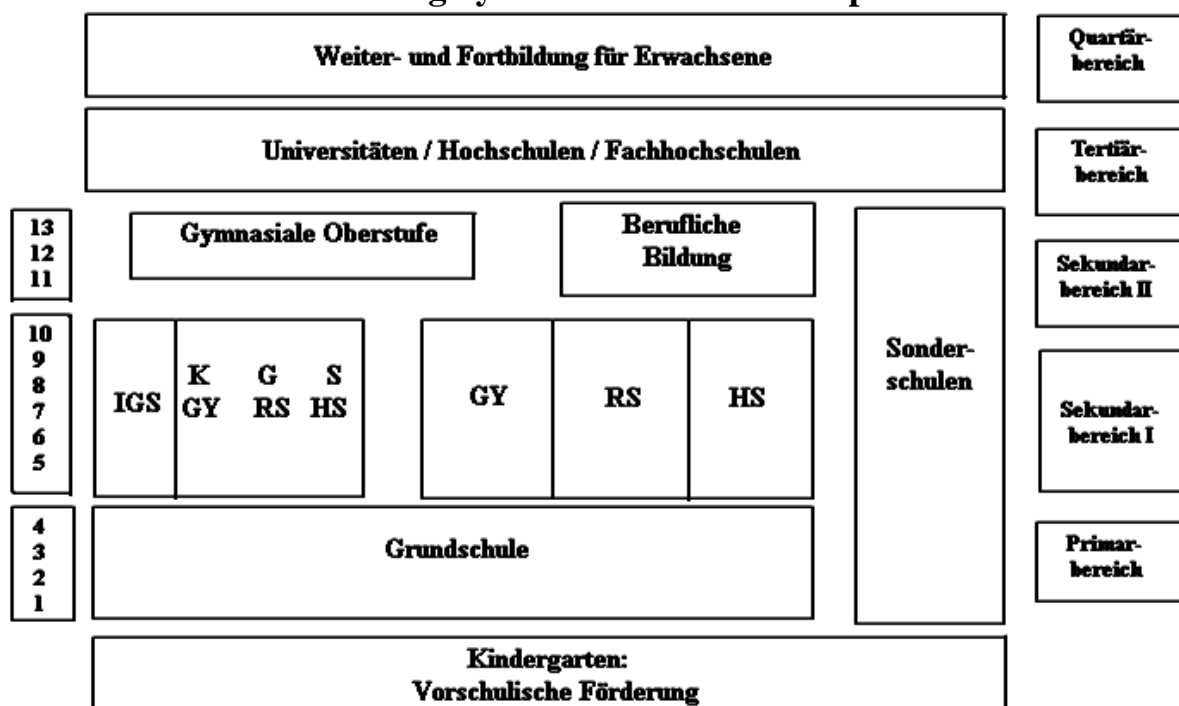 Weiter- und Fortbildung für Erwachsene
Quartär-
bereich
Universitäten / Hochschulen / Fachhochschulen
Tertiär-
bereich
13
12
11
Gymnasiale Oberstufe
Berufliche
Bildung
Sekundar-
bereich II
10
9
8
7
6
5
IGS
K G S
GY RS HS
GY
RS
HS
Sonder-
schulen
Sekundar-
bereich I
4
3
2
1
Grundschule
Primar-
bereich
Kindergarten:
Vorschulische Förderung